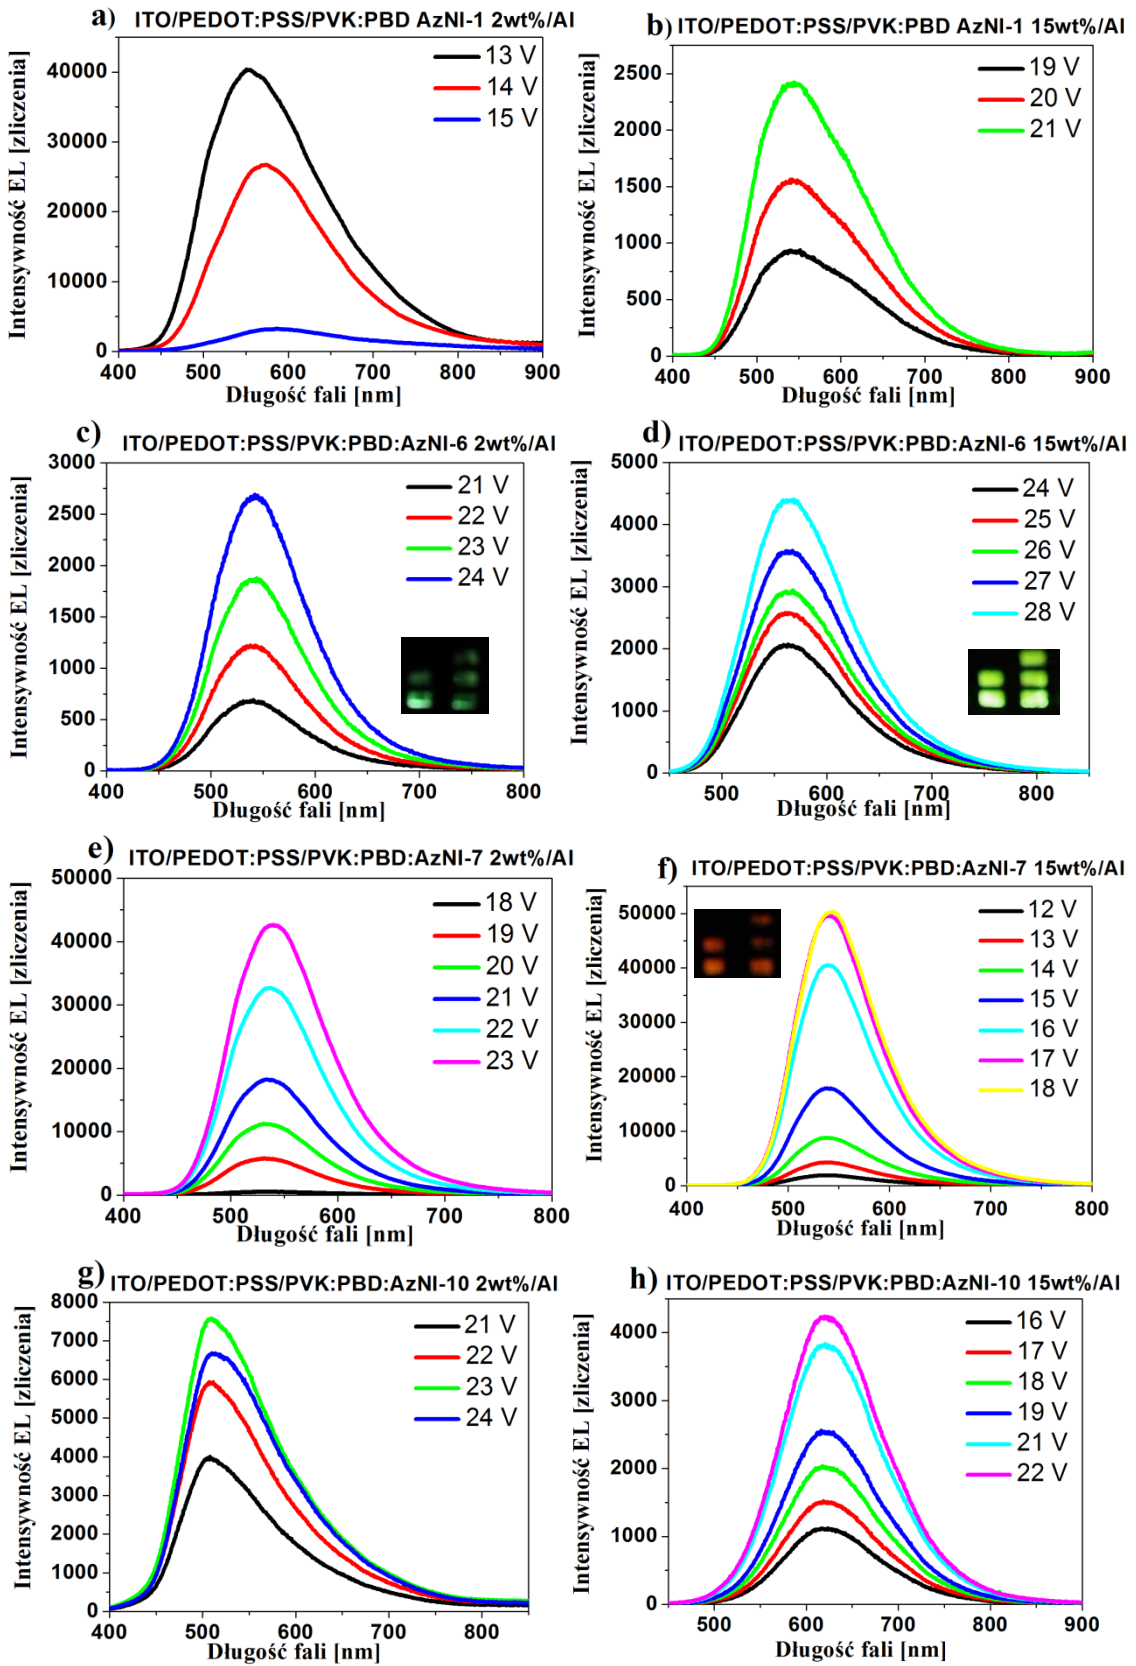 a) ITO/PEDOT:PSS/PVK:PBD AzNI-1 2wt%/Al
Intensywność EL [zliczenia]
40000
30000
20000
10000
0
13 V
14 V
15 V
400 500 600 700 800 900
Długość fali [nm]
b) ITO/PEDOT:PSS/PVK:PBD AzNI-1 15wt%/Al
Intensywność EL [zliczenia]
2500
2000
1500
1000
500
0
19 V
20 V
21 V
400 500 600 700 800 900
Długość fali [nm]
c) ITO/PEDOT:PSS/PVK:PBD:AzNI-6 2wt%/Al
Intensywność EL [zliczenia]
3000
2500
2000
1500
1000
500
0
21 V
22 V
23 V
24 V
400 500 600 700 800
Długość fali [nm]
d) ITO/PEDOT:PSS/PVK:PBD:AzNI-6 15wt%/Al
Intensywność EL [zliczenia]
5000
4000
3000
2000
1000
0
24 V
25 V
26 V
27 V
28 V
500 600 700 800
Długość fali [nm]
e) ITO/PEDOT:PSS/PVK:PBD:AzNI-7 2wt%/Al
Intensywność EL [zliczenia]
50000
40000
30000
20000
10000
0
18 V
19 V
20 V
21 V
22 V
23 V
400 500 600 700 800
Długość fali [nm]
f) ITO/PEDOT:PSS/PVK:PBD:AzNI-7 15wt%/Al
Intensywność EL [zliczenia]
50000
40000
30000
20000
10000
0
12 V
13 V
14 V
15 V
16 V
17 V
18 V
400 500 600 700 800
Długość fali [nm]
g) ITO/PEDOT:PSS/PVK:PBD:AzNI-10 2wt%/Al
Intensywność EL [zliczenia]
8000
7000
6000
5000
4000
3000
2000
1000
0
21 V
22 V
23 V
24 V
400 500 600 700 800
Długość fali [nm]
h) ITO/PEDOT:PSS/PVK:PBD:AzNI-10 15wt%/Al
Intensywność EL [zliczenia]
4000
3000
2000
1000
0
16 V
17 V
18 V
19 V
21 V
22 V
500 600 700 800 900
Długość fali [nm]